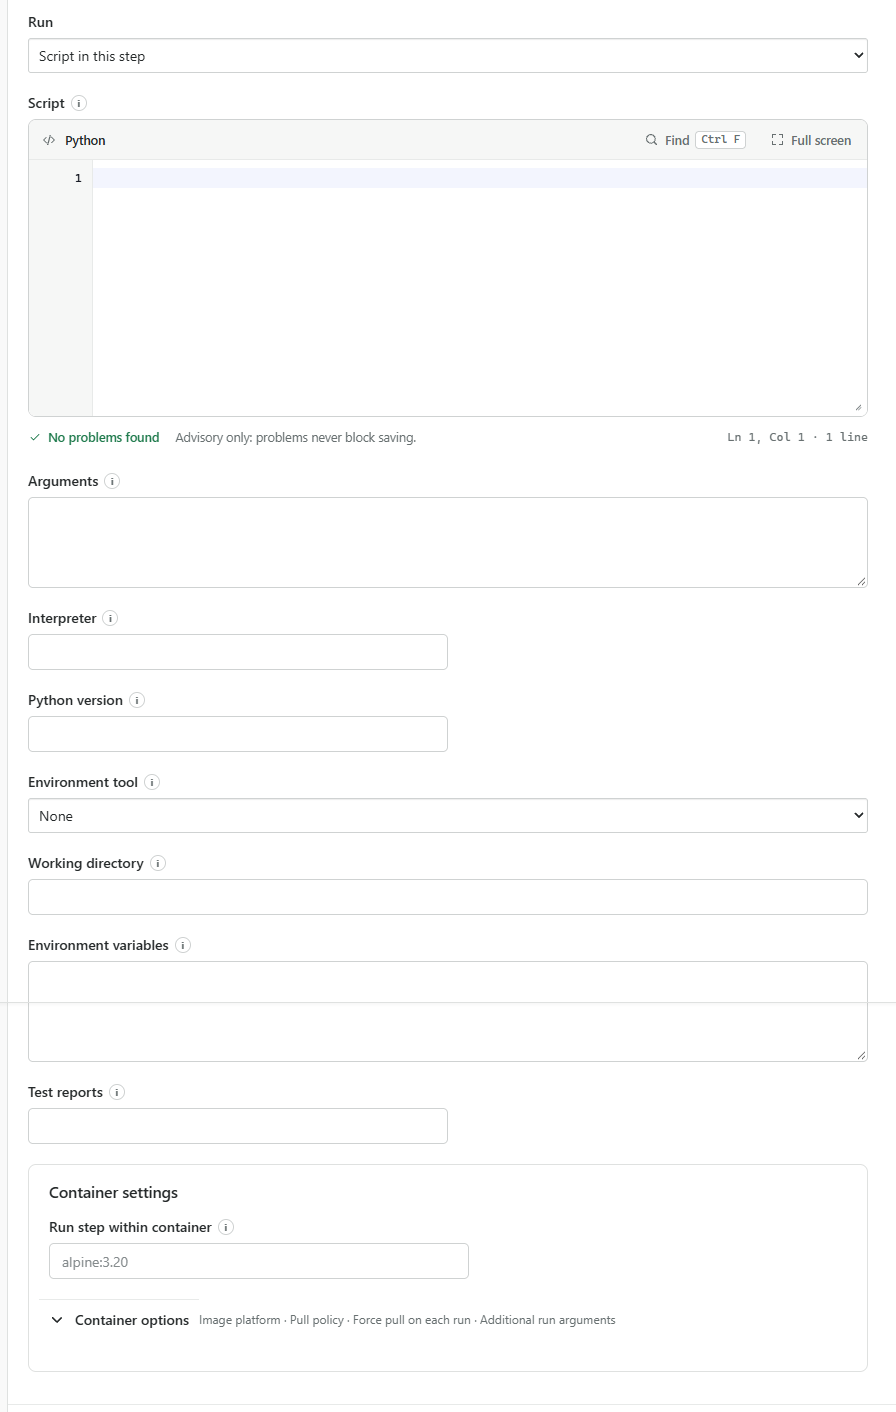 Run
Script in this step
Script
Python Find Ctrl F Full screen
1
No problems found Advisory only: problems never block saving. Ln 1, Col 1 · 1 line
Arguments
Interpreter
Python version
Environment tool
None
Working directory
Environment variables
Test reports
Container settings
Run step within container
alpine:3.20
Container options Image platform · Pull policy · Force pull on each run · Additional run arguments